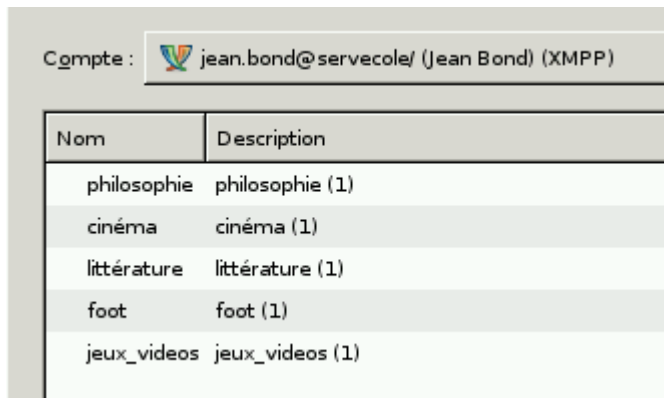 Compte : jean.bond@servecole/ (Jean Bond) (XMPP)
Nom Description
philosophie philosophie (1)
cinéma cinéma (1)
littérature littérature (1)
foot foot (1)
jeux_videos jeux_videos (1)